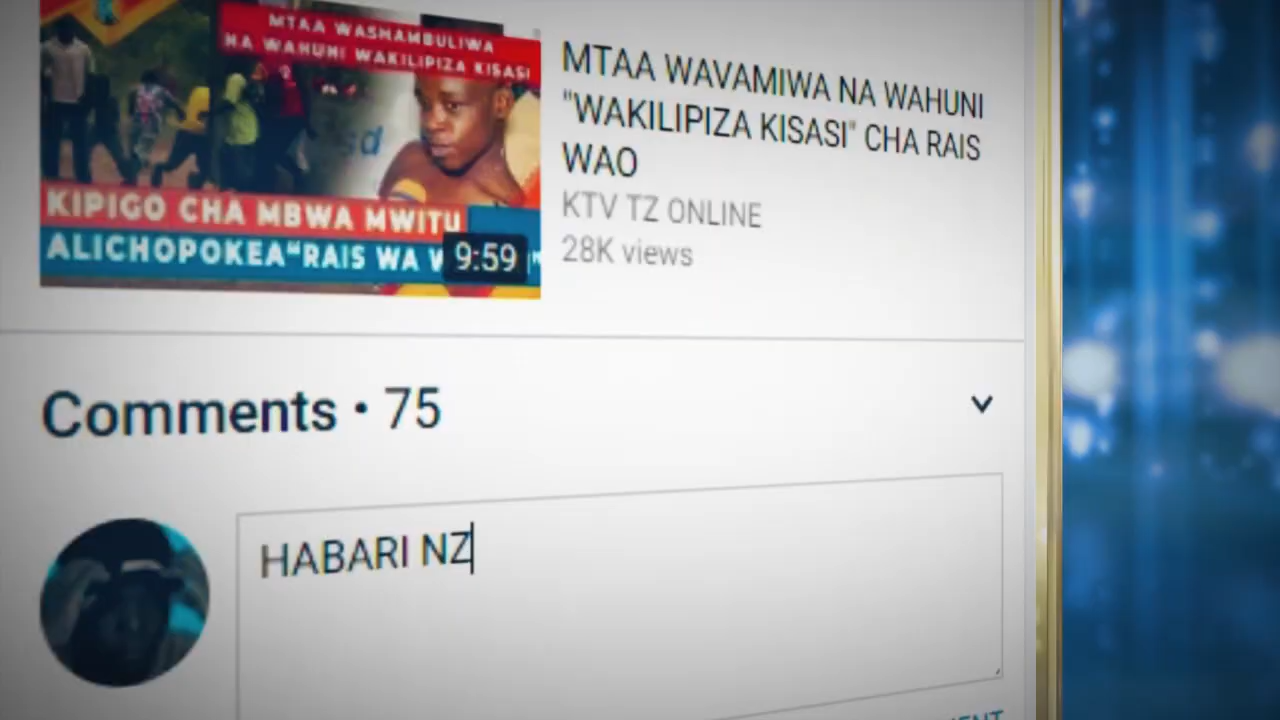 MTAA WASHAMBULIWA
NA WAHUNI WAKILIPIZA KISASI
KIPIGO CHA MBWA MWITU
ALICHOPOKEA "RAIS WA
9:59
MTAA WAVAMIWA NA WAHUNI
"WAKILIPIZA KISASI" CHA RAIS
WAO
KTV TZ ONLINE
28K views
Comments • 75
HABARI NZ